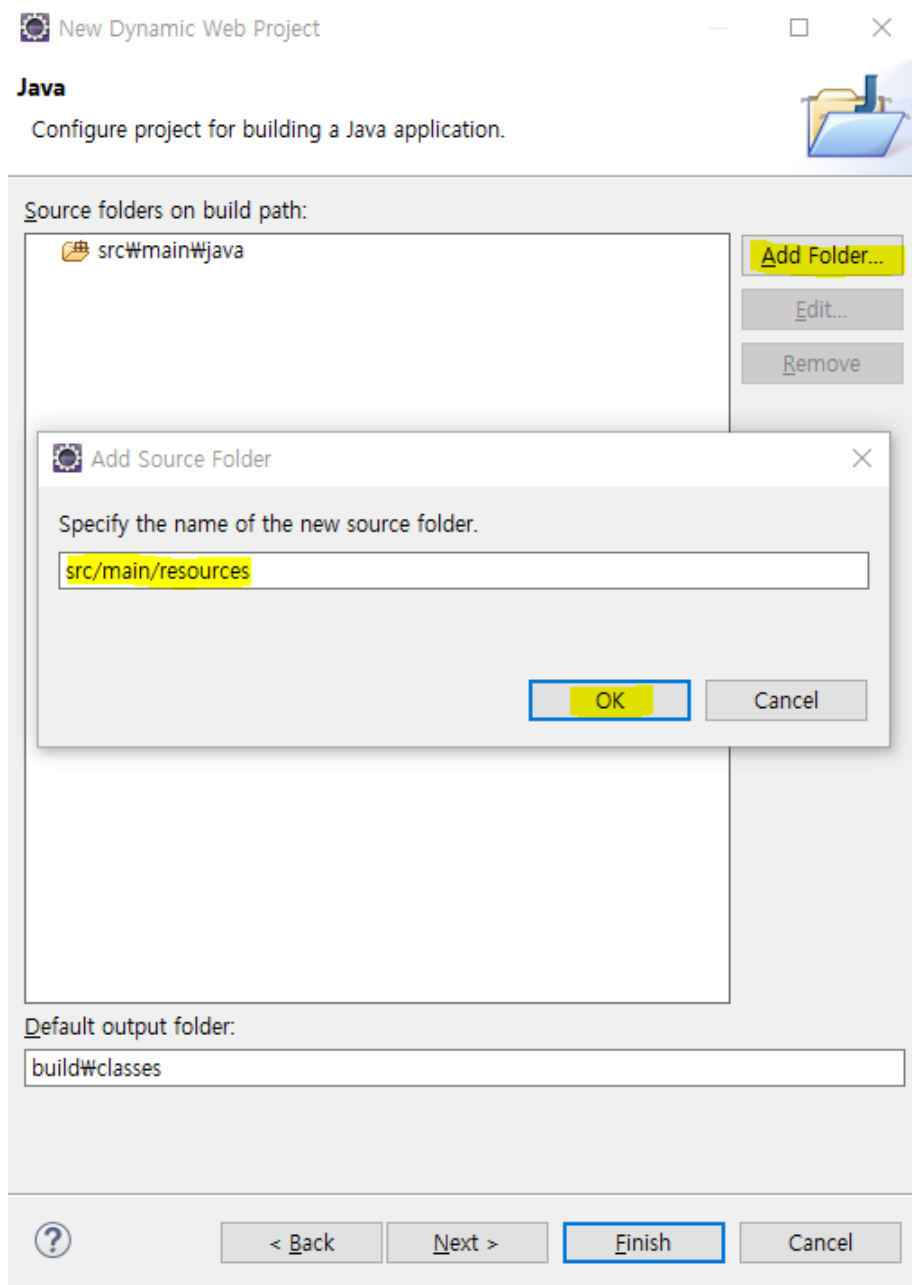 New Dynamic Web Project
Java
Configure project for building a Java application.
Source folders on build path:
src₩main₩java
Add Folder...
Edit...
Remove
Add Source Folder
Specify the name of the new source folder.
src/main/resources
OK
Cancel
Default output folder:
build₩classes
?
< Back
Next >
Finish
Cancel